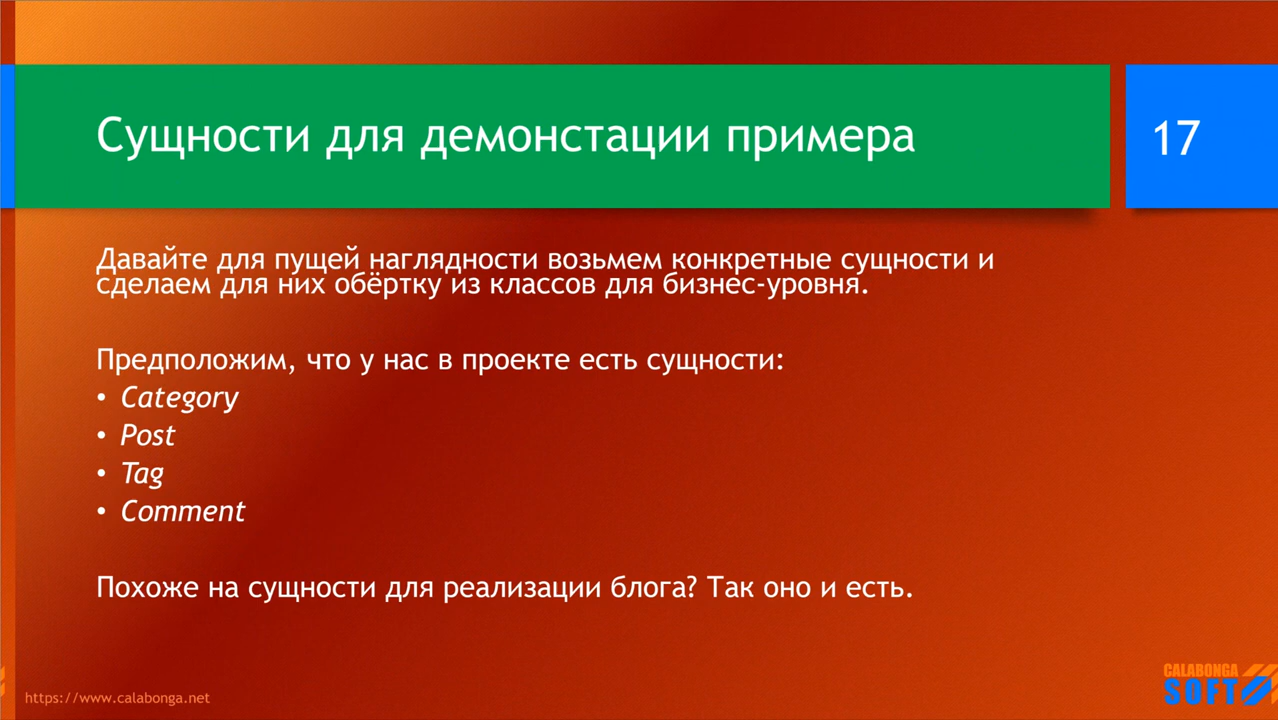 Сущности для демонстации примера
17
Давайте для пущей наглядности возьмем конкретные сущности и
сделаем для них обёртку из классов для бизнес-уровня.
Предположим, что у нас в проекте есть сущности:
• Category
• Post
• Tag
• Comment
Похоже на сущности для реализации блога? Так оно и есть.
https://www.calabonga.net
CALABONGA
SOFT